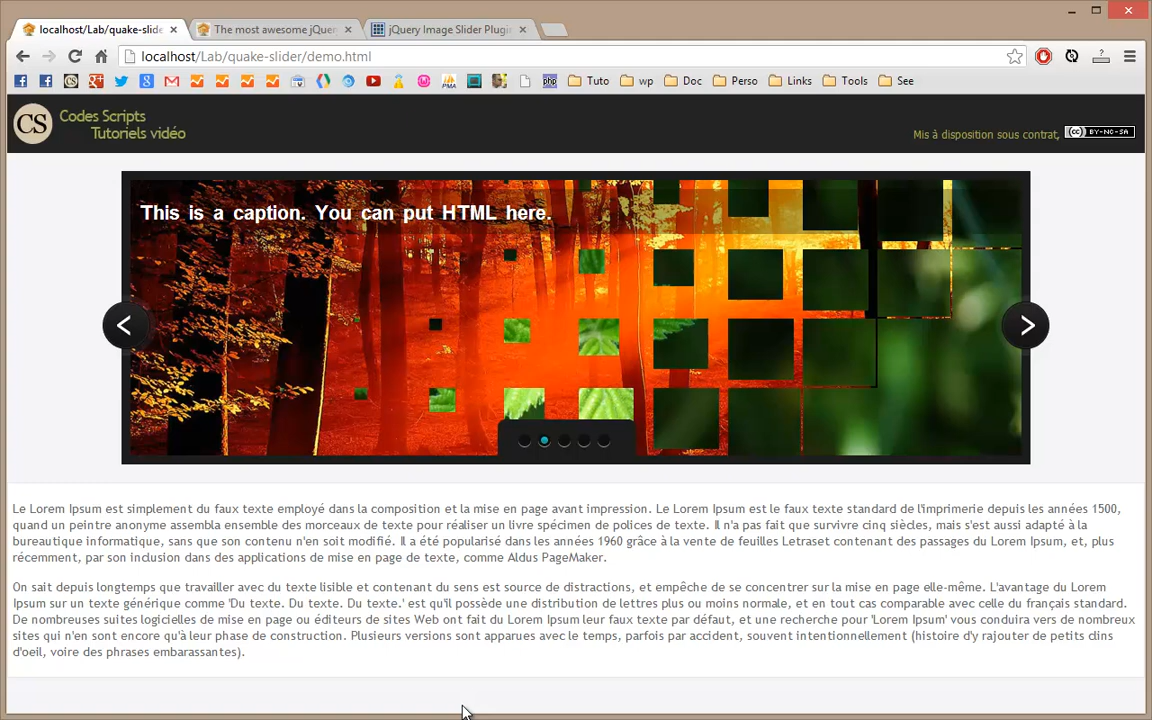 localhost/Lab/quake-slide
The most awesome jQuery
jQuery Image Slider Plugin
localhost/Lab/quake-slider/demo.html
php
Tuto
wp
Doc
Perso
Links
Tools
See
CS
Codes Scripts
Tutoriels vidéo
Mis à disposition sous contrat,
cc BY-NC-SA
This is a caption. You can put HTML here.
Le Lorem Ipsum est simplement du faux texte employé dans la composition et la mise en page avant impression. Le Lorem Ipsum est le faux texte standard de l'imprimerie depuis les années 1500,
quand un peintre anonyme assembla ensemble des morceaux de texte pour réaliser un livre spécimen de polices de texte. Il n'a pas fait que survivre cinq siècles, mais s'est aussi adapté à la
bureautique informatique, sans que son contenu n'en soit modifié. Il a été popularisé dans les années 1960 grâce à la vente de feuilles Letraset contenant des passages du Lorem Ipsum, et, plus
récemment, par son inclusion dans des applications de mise en page de texte, comme Aldus PageMaker.
On sait depuis longtemps que travailler avec du texte lisible et contenant du sens est source de distractions, et empêche de se concentrer sur la mise en page elle-même. L'avantage du Lorem
Ipsum sur un texte générique comme 'Du texte. Du texte. Du texte.' est qu'il possède une distribution de lettres plus ou moins normale, et en tout cas comparable avec celle du français standard.
De nombreuses suites logicielles de mise en page ou éditeurs de sites Web ont fait du Lorem Ipsum leur faux texte par défaut, et une recherche pour 'Lorem Ipsum' vous conduira vers de nombreux
sites qui n'en sont encore qu'à leur phase de construction. Plusieurs versions sont apparues avec le temps, parfois par accident, souvent intentionnellement (histoire d'y rajouter de petits clins
d'oeil, voire des phrases embarassantes).